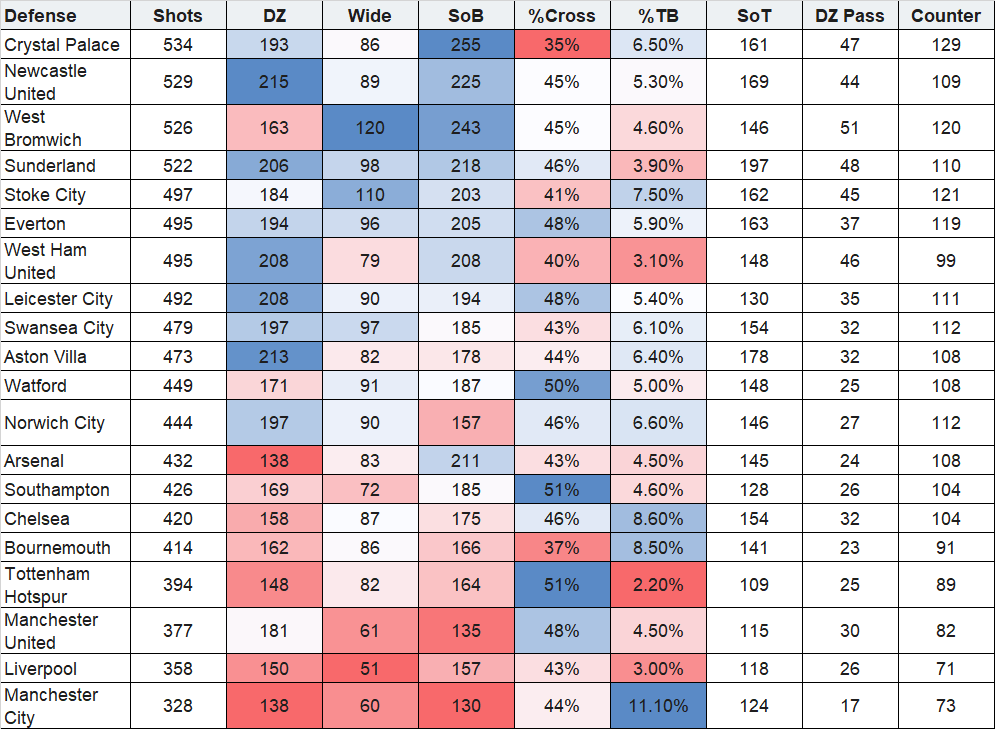 Defense Shots DZ Wide SoB %Cross %TB SoT DZ Pass Counter
Crystal Palace 534 193 86 255 35% 6.50% 161 47 129
Newcastle
United 529 215 89 225 45% 5.30% 169 44 109
West
Bromwich 526 163 120 243 45% 4.60% 146 51 120
Sunderland 522 206 98 218 46% 3.90% 197 48 110
Stoke City 497 184 110 203 41% 7.50% 162 45 121
Everton 495 194 96 205 48% 5.90% 163 37 119
West Ham
United 495 208 79 208 40% 3.10% 148 46 99
Leicester City 492 208 90 194 48% 5.40% 130 35 111
Swansea City 479 197 97 185 43% 6.10% 154 32 112
Aston Villa 473 213 82 178 44% 6.40% 178 32 108
Watford 449 171 91 187 50% 5.00% 148 25 108
Norwich City 444 197 90 157 46% 6.60% 146 27 112
Arsenal 432 138 83 211 43% 4.50% 145 24 108
Southampton 426 169 72 185 51% 4.60% 128 26 104
Chelsea 420 158 87 175 46% 8.60% 154 32 104
Bournemouth 414 162 86 166 37% 8.50% 141 23 91
Tottenham
Hotspur 394 148 82 164 51% 2.20% 109 25 89
Manchester
United 377 181 61 135 48% 4.50% 115 30 82
Liverpool 358 150 51 157 43% 3.00% 118 26 71
Manchester
City 328 138 60 130 44% 11.10% 124 17 73